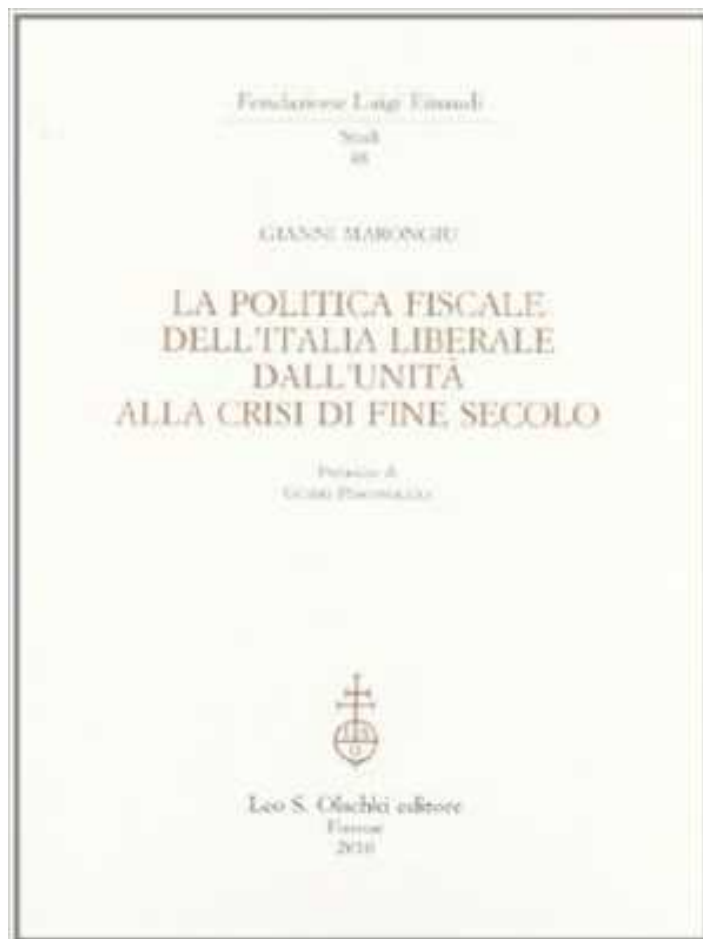 Fondazione Luigi Einaudi
Studi
GIANNI MARONGIU
LA POLITICA FISCALE
DELL'ITALIA LIBERALE
DALL'UNITÀ
ALLA CRISI DI FINE SECOLO
Prefazione di
Leo S. Olschki editore
Firenze
2010